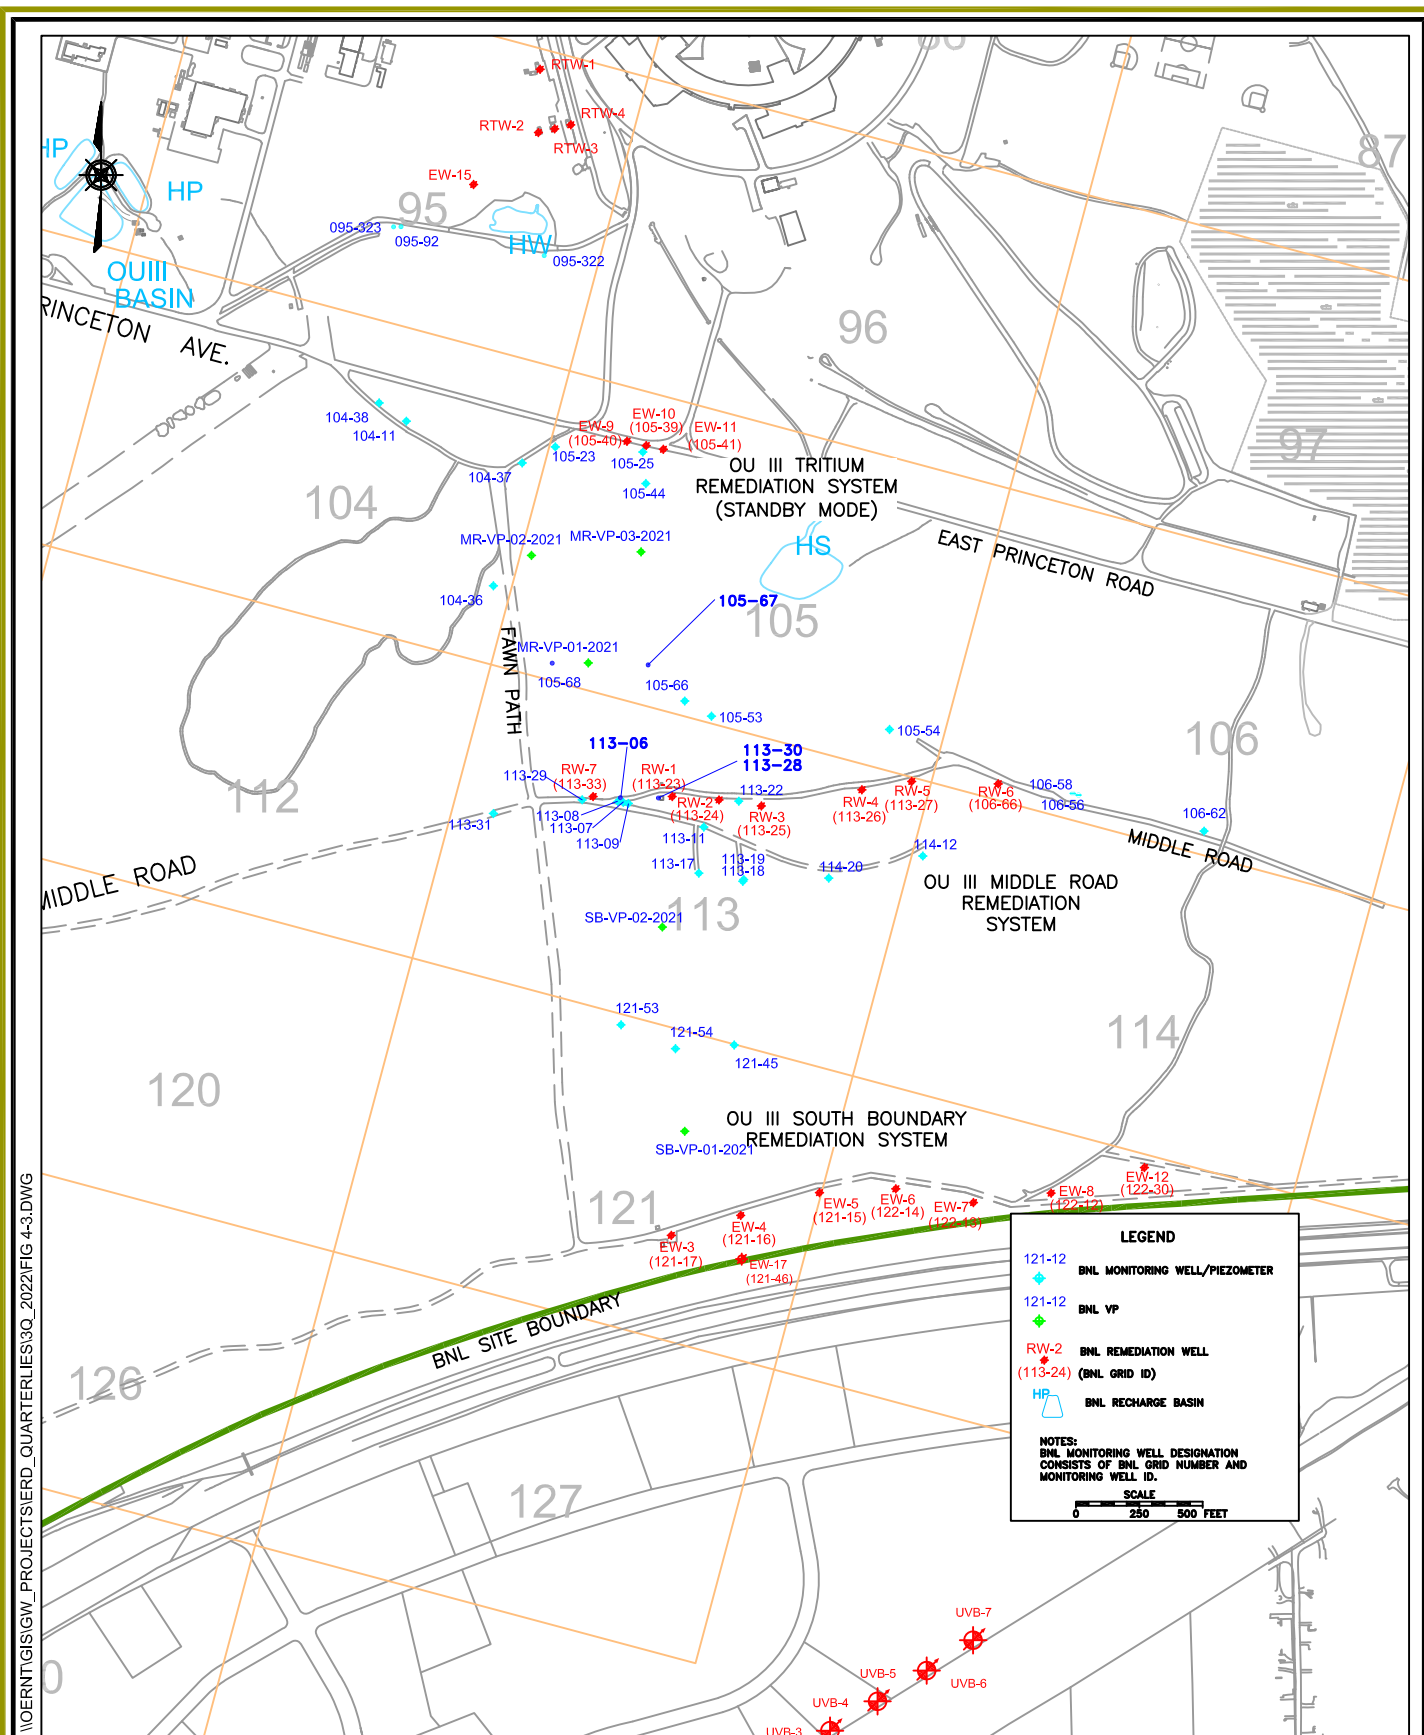 RTW-1
RTW-2
RTW-4
RTW-3
87
HP
HP
EW-15
95
095-323
095-92
HW
095-322
OUIII
BASIN
RINCETON AVE.
96
104-38
104-11
EW-10
(105-39)
EW-9
(105-40)
EW-11
(105-41)
97
105-23
105-25
104-37
105-44
OU III TRITIUM
REMEDIATION SYSTEM
(STANDBY MODE)
104
MR-VP-02-2021
MR-VP-03-2021
HS
EAST PRINCETON ROAD
104-36
105-67
105
FAWN PATH
MR-VP-01-2021
105-68
105-66
105-53
105-54
106
113-06
113-30
113-28
113-29
RW-7
(113-33)
RW-1
(113-23)
113-22
112
113-08
113-07
113-09
113-31
RW-2
(113-24)
RW-3
(113-25)
RW-4
(113-26)
RW-5
(113-27)
RW-6
(106-66)
106-58
106-56
106-62
MIDDLE ROAD
113-11
113-17
113-19
113-18
114-20
114-12
MIDDLE ROAD
OU III MIDDLE ROAD
REMEDIATION
SYSTEM
SB-VP-02-2021
113
121-53
121-54
121-45
114
120
OU III SOUTH BOUNDARY
REMEDIATION SYSTEM
SB-VP-01-2021
121
EW-3
(121-17)
EW-4
(121-16)
EW-17
(121-46)
EW-5
(121-15)
EW-6
(122-14)
EW-7
(122-13)
EW-8
(122-12)
EW-12
(122-30)
BNL SITE BOUNDARY
126
127
LEGEND
121-12
BNL MONITORING WELL/PIEZOMETER
121-12
BNL VP
RW-2
BNL REMEDIATION WELL
(113-24) (BNL GRID ID)
HP
BNL RECHARGE BASIN
NOTES:
BNL MONITORING WELL DESIGNATION
CONSISTS OF BNL GRID NUMBER AND
MONITORING WELL ID.
SCALE
0 250 500 FEET
UVB-7
UVB-6
UVB-5
UVB-4
UVB-3
\\OERNT\GIS\GW_PROJECTS\ERD_QUARTERLIES\3Q_2022\FIG 4-3.DWG